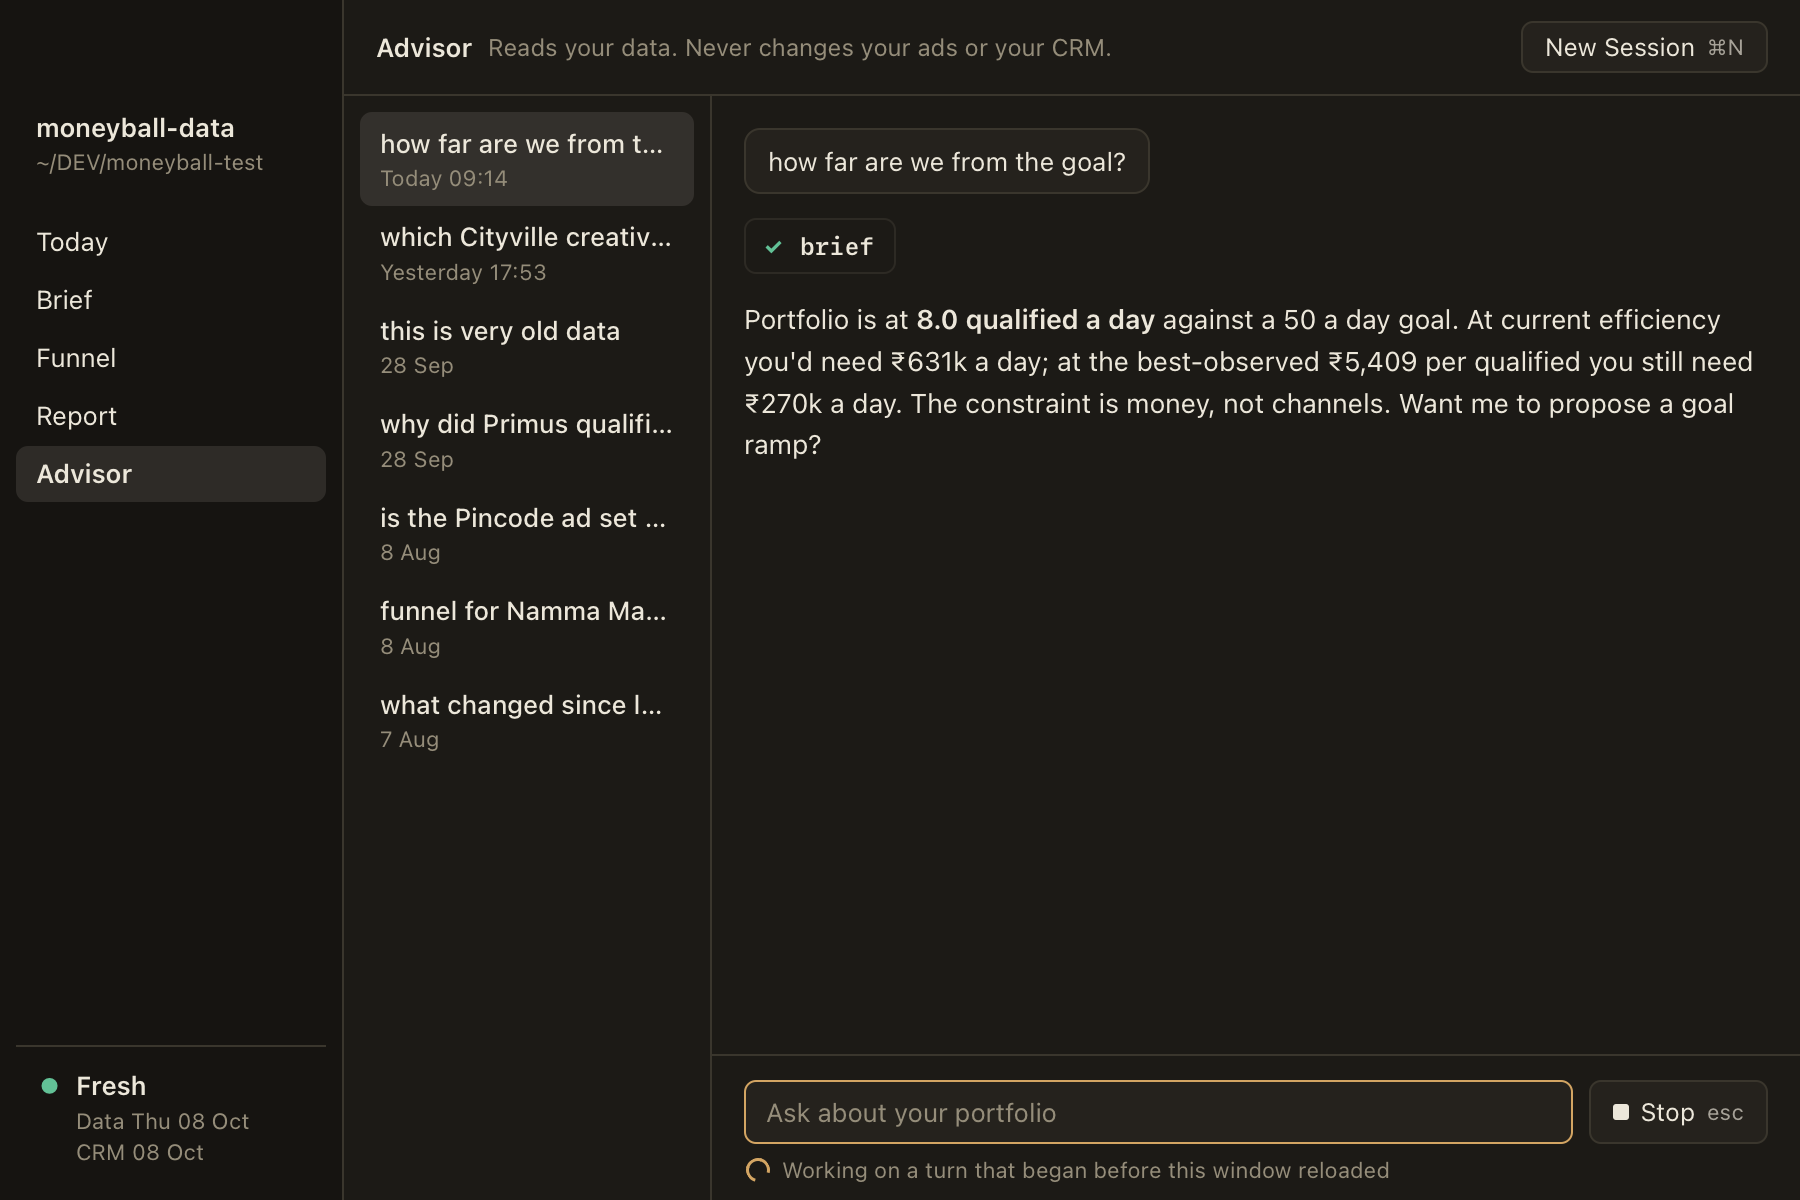 moneyball-data
~/DEV/moneyball-test
Today
Brief
Funnel
Report
Advisor
Fresh
Data Thu 08 Oct
CRM 08 Oct
Advisor Reads your data. Never changes your ads or your CRM.
New Session ⌘N
how far are we from t...
Today 09:14
which Cityville creativ...
Yesterday 17:53
this is very old data
28 Sep
why did Primus qualifi...
28 Sep
is the Pincode ad set ...
8 Aug
funnel for Namma Ma...
8 Aug
what changed since l...
7 Aug
how far are we from the goal?
✓ brief
Portfolio is at 8.0 qualified a day against a 50 a day goal. At current efficiency
you'd need ₹631k a day; at the best-observed ₹5,409 per qualified you still need
₹270k a day. The constraint is money, not channels. Want me to propose a goal
ramp?
Ask about your portfolio
Stop esc
Working on a turn that began before this window reloaded